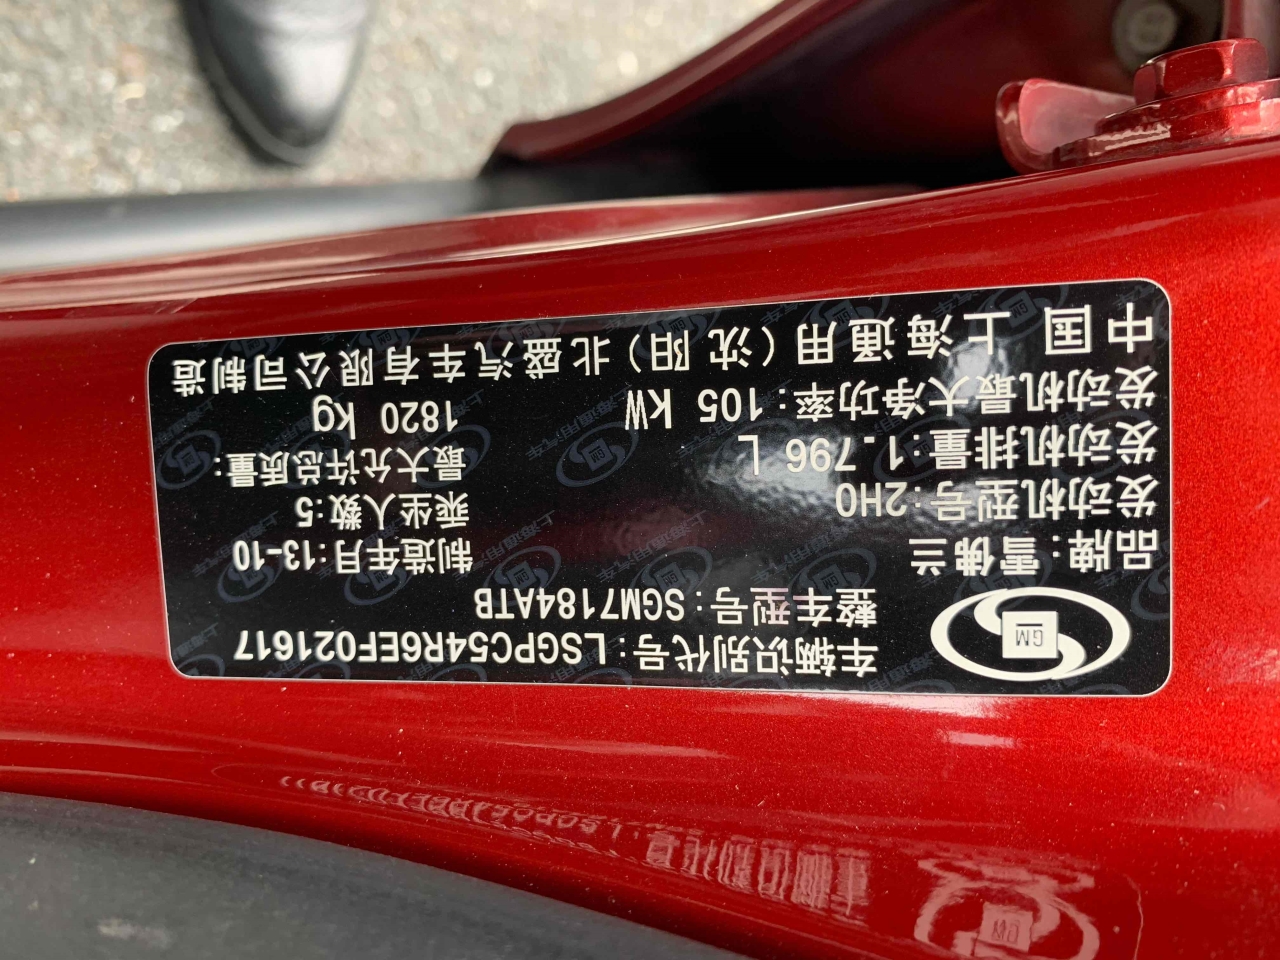 车辆识别代号:LSGPC54R6EF021617
整车型号:SGM7184ATB
GM
品牌:雪佛兰
制造年月:13-10
发动机型号:2H0
乘坐人数:5
发动机排量:1.796 L
最大允许总质量:
发动机最大净功率:105 kW
1820 kg
中国 上海通用(沈阳)北盛汽车有限公司制造